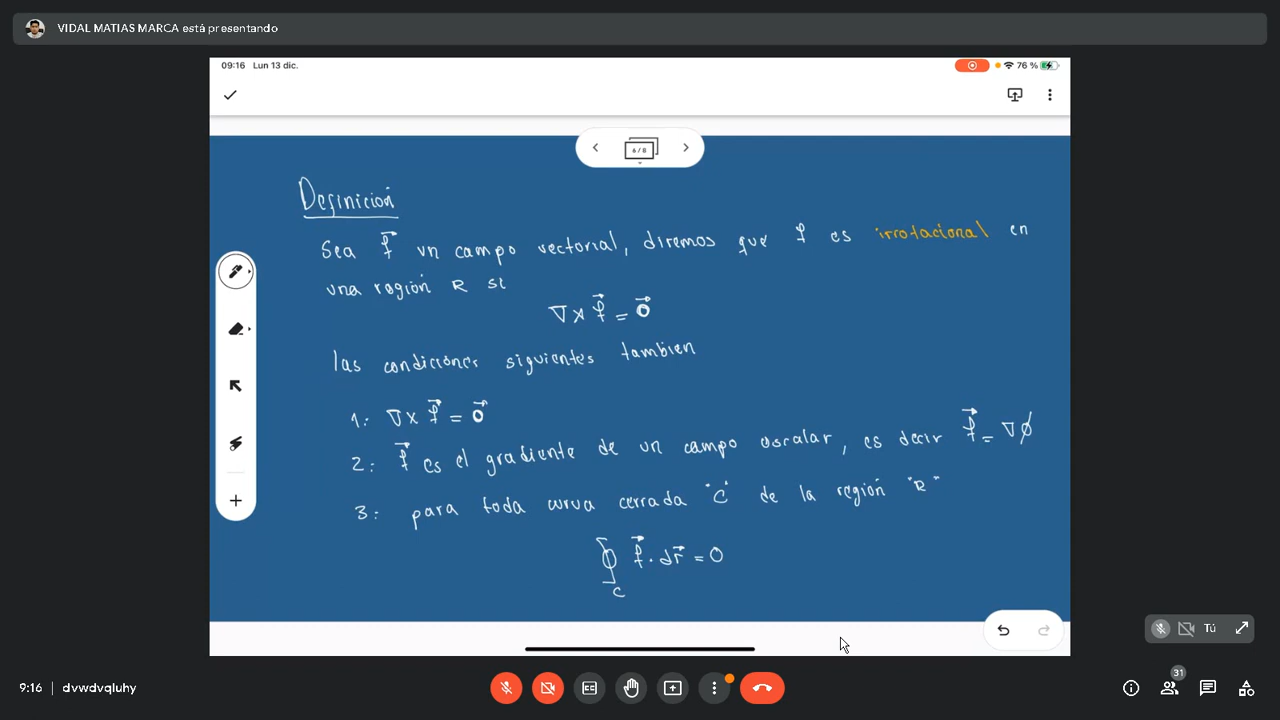 VIDAL MATIAS MARCA está presentando
09:16 Lun 13 dic.
76 %
6/8
Definición
Sea f⃗ un campo vectorial, diremos que f es irrotacional en
una región R si
∇ × f⃗ = 0⃗
las condiciones siguientes tambien
1: ∇ × f⃗ = 0⃗
2: f⃗ es el gradiente de un campo escalar, es decir f⃗ = ∇φ
3: para toda curva cerrada "C" de la región "R"
∮ f⃗ · dr⃗ = 0
C
Tú
9:16 | dvwdvqluhy
31